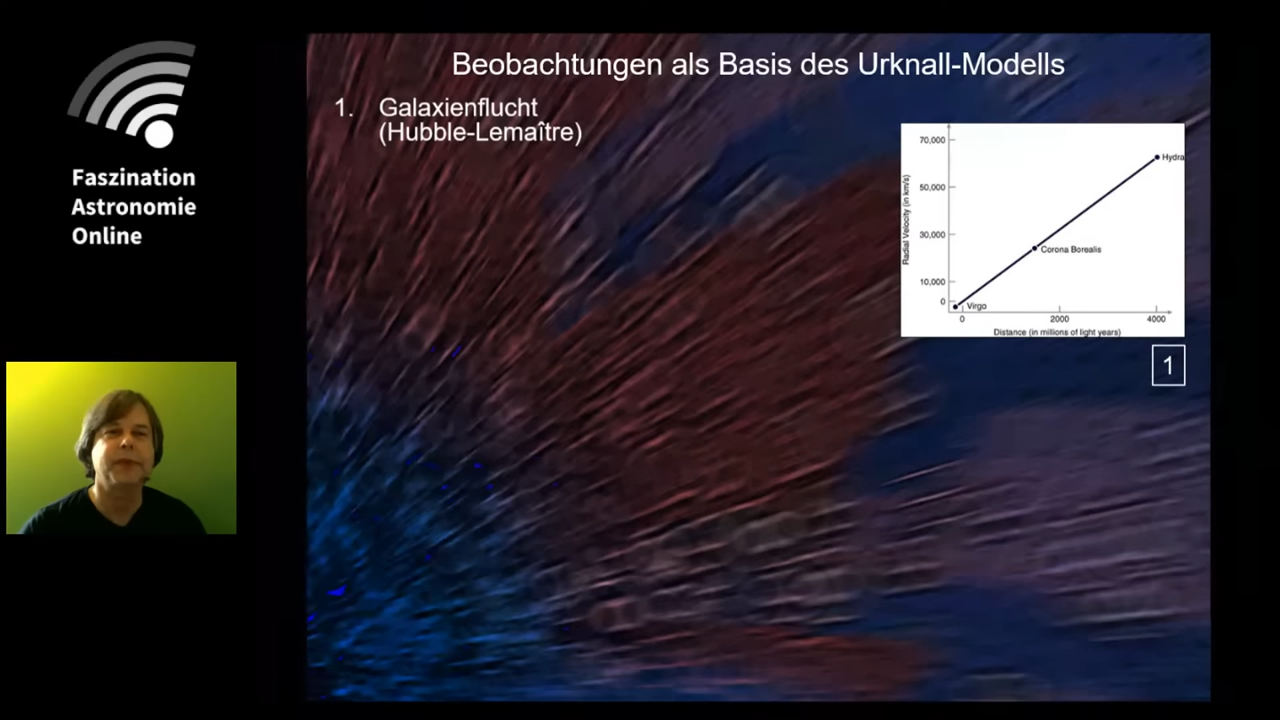 Faszination
Astronomie
Online
Beobachtungen als Basis des Urknall-Modells
1. Galaxienflucht
(Hubble-Lemaître)
70,000
50,000
30,000
10,000
0
Radial Velocity (in km/s)
Hydra
Corona Borealis
Virgo
0 2000 4000
Distance (in millions of light years)
1